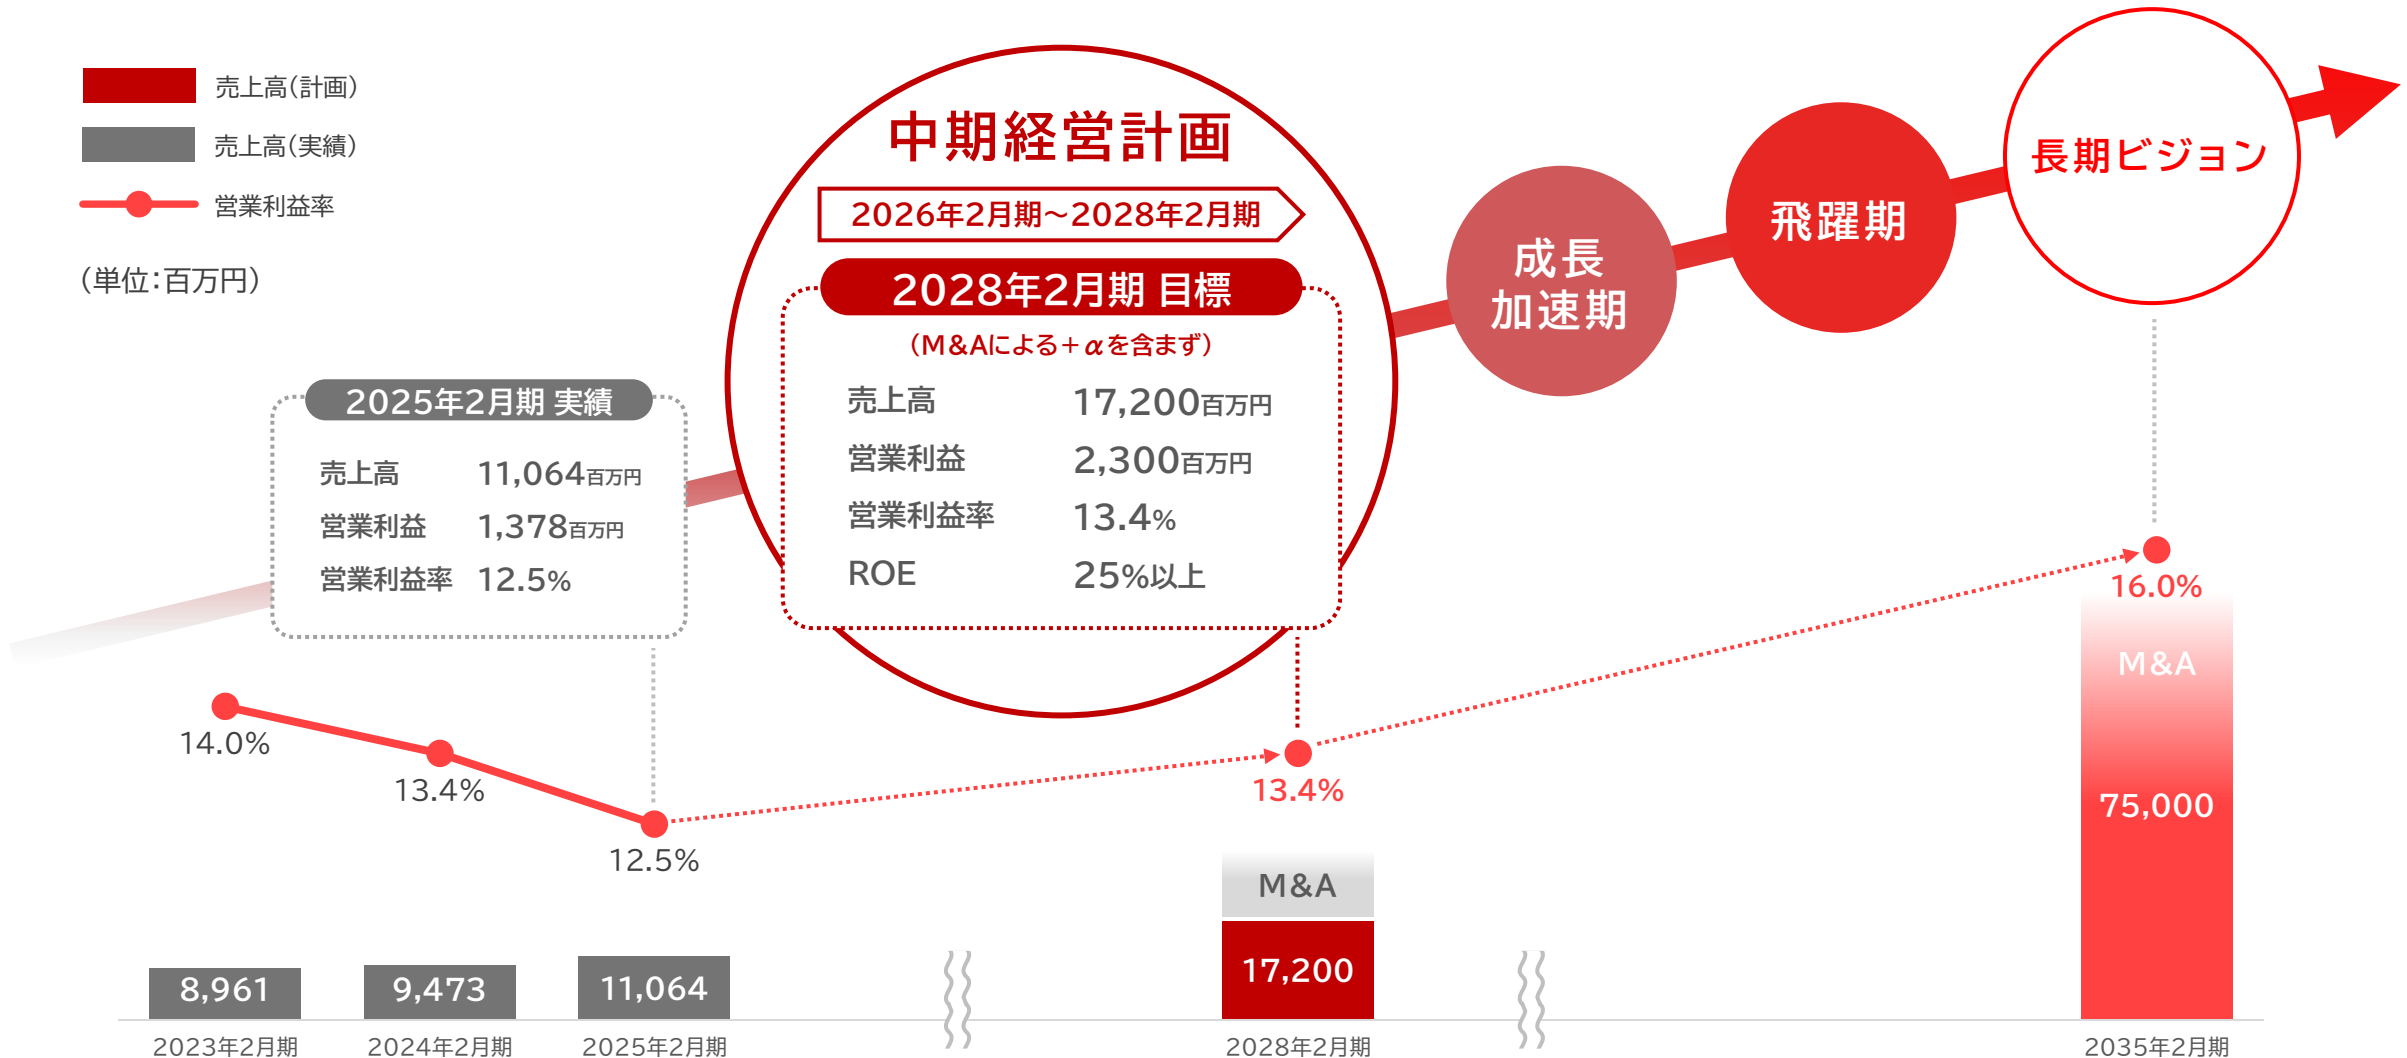 売上高(計画)
売上高(実績)
営業利益率
(単位:百万円)
2025年2月期 実績
売上高 11,064百万円
営業利益 1,378百万円
営業利益率 12.5%
中期経営計画
2026年2月期～2028年2月期
2028年2月期 目標
(M&Aによる+αを含まず)
売上高 17,200百万円
営業利益 2,300百万円
営業利益率 13.4%
ROE 25%以上
成長
加速期
飛躍期
長期ビジョン
14.0%
13.4%
12.5%
13.4%
16.0%
M&A
75,000
M&A
17,200
8,961
9,473
11,064
2023年2月期
2024年2月期
2025年2月期
2028年2月期
2035年2月期